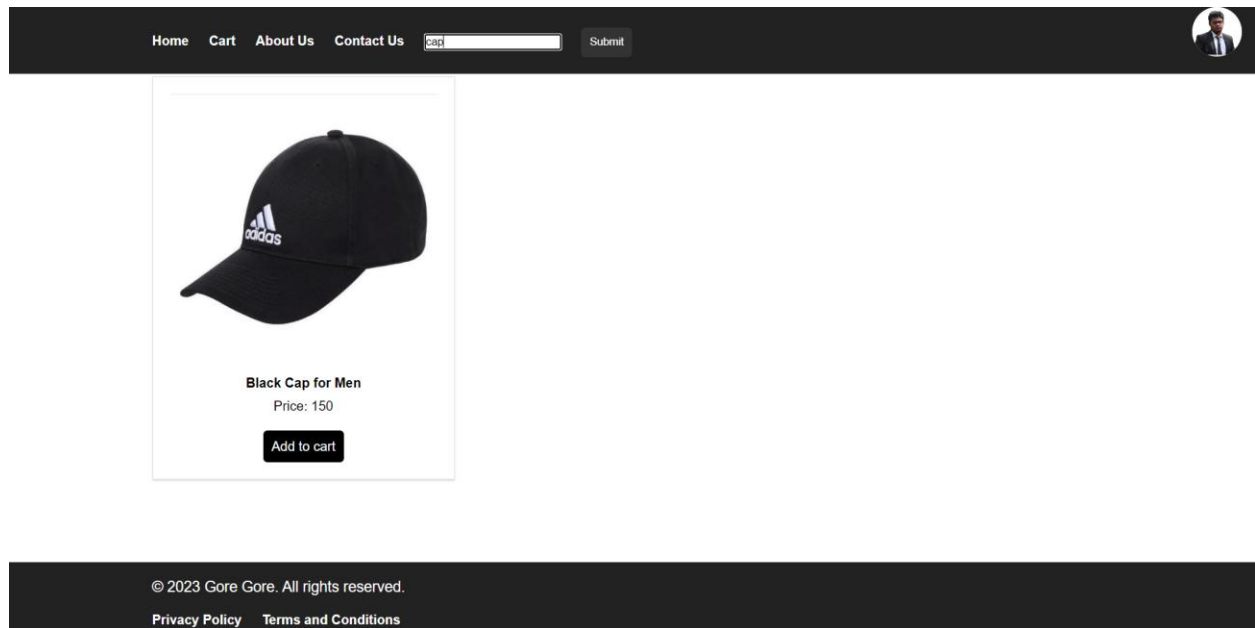 Home Cart About Us Contact Us cap Submit
adidas
Black Cap for Men
Price: 150
Add to cart
© 2023 Gore Gore. All rights reserved.
Privacy Policy Terms and Conditions